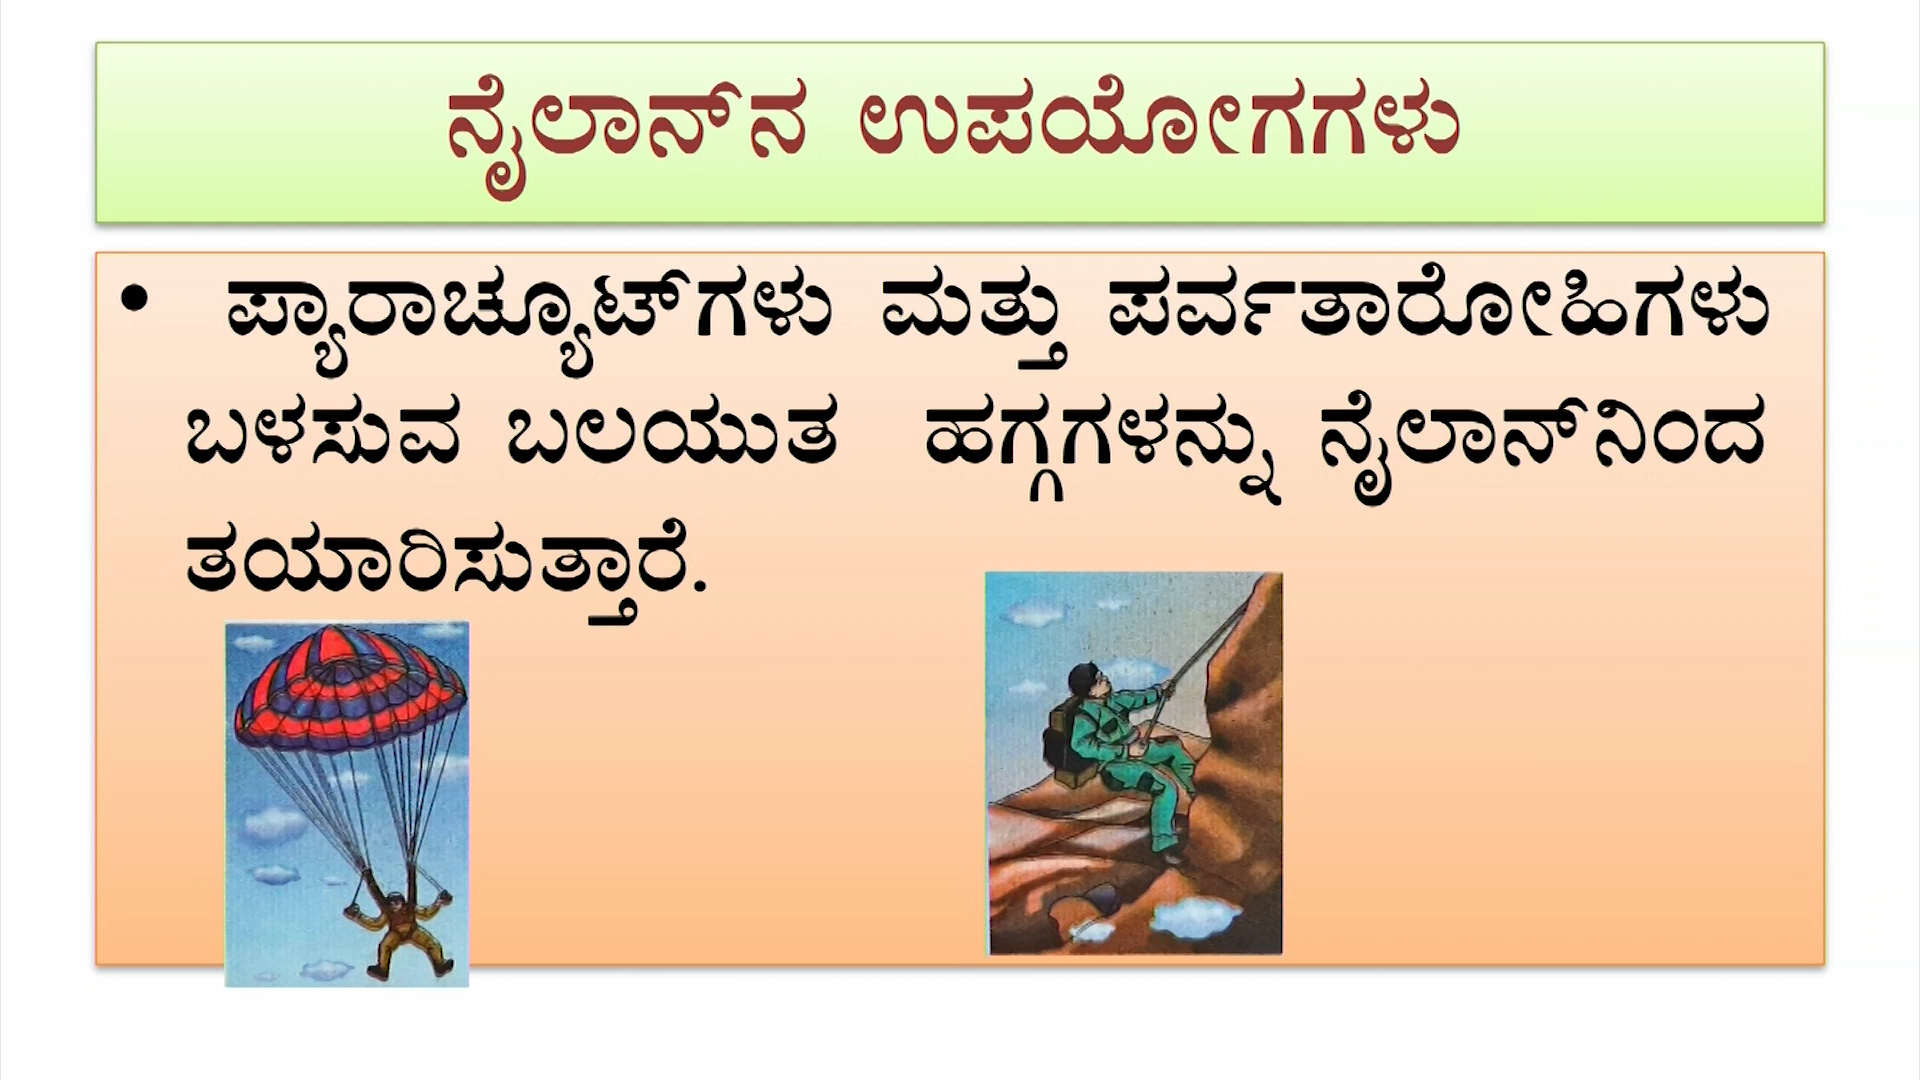 ನೈಲಾನ್‌ನ ಉಪಯೋಗಗಳು
• ಪ್ಯಾರಾಚ್ಯೂಟ್‌ಗಳು ಮತ್ತು ಪರ್ವತಾರೋಹಿಗಳು
ಬಳಸುವ ಬಲಯುತ ಹಗ್ಗಗಳನ್ನು ನೈಲಾನ್‌ನಿಂದ
ತಯಾರಿಸುತ್ತಾರೆ.